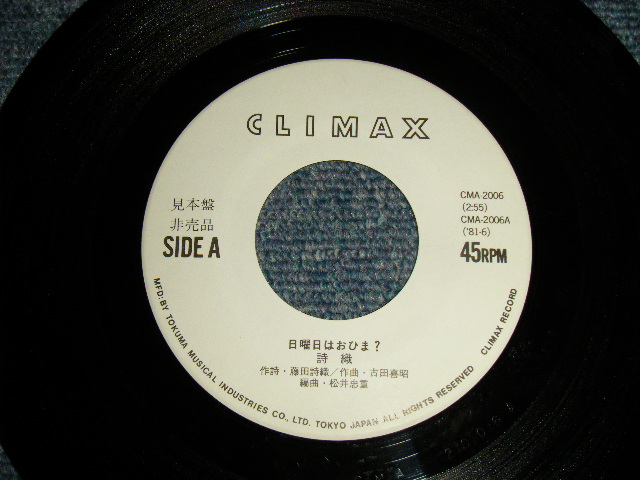 CLIMAX
見本盤
非売品
SIDE A
CMA-2006
(2:55)
CMA-2006A
('81-6)
45RPM
日曜日はおひま?
詩織
作詩・藤田詩織/作曲・古田喜昭
編曲・松井忠重
MFD: BY TOKUMA MUSICAL INDUSTRIES CO., LTD. TOKYO JAPAN ALL RIGHTS RESERVED CLIMAX RECORD